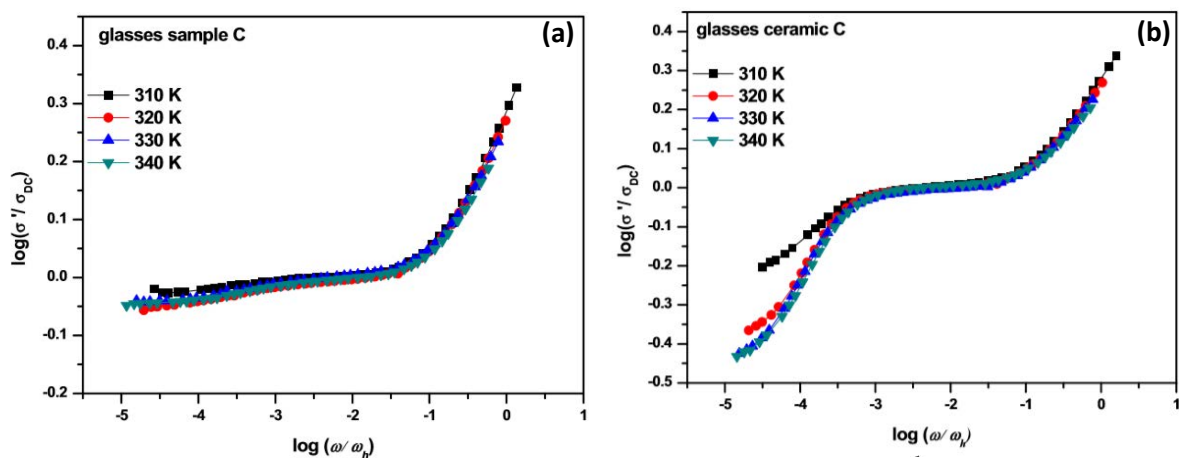 glasses sample C
(a)
310 K
320 K
330 K
340 K
log(σ'/ σDC)
0.4
0.3
0.2
0.1
0.0
-0.1
-0.2
-5 -4 -3 -2 -1 0 1
log (ω/ωh)
glasses ceramic C
(b)
310 K
320 K
330 K
340 K
log(σ'/ σDC)
0.4
0.3
0.2
0.1
0.0
-0.1
-0.2
-0.3
-0.4
-0.5
-5 -4 -3 -2 -1 0 1
log (ω/ωh)